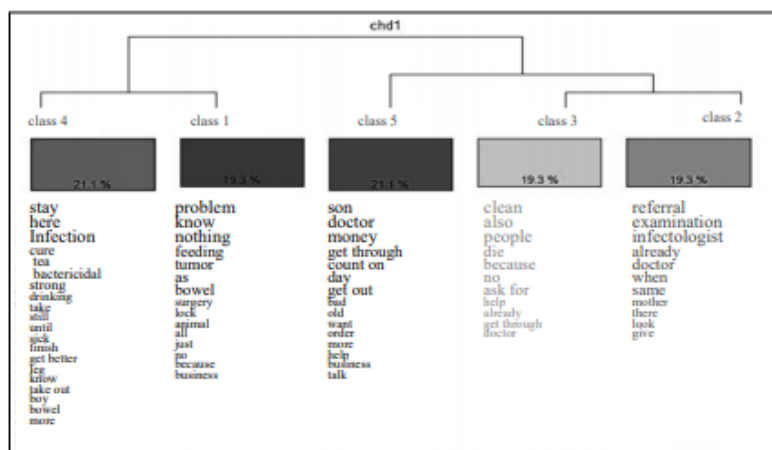 chd1
class 4
class 1
class 5
class 3
class 2
21.1 %
19.3 %
21.1 %
19.3 %
19.3 %
stay
here
Infection
cure
tea
bactericidal
strong
drinking
take
still
until
sick
finish
get better
leg
know
take out
boy
bowel
more
problem
know
nothing
feeding
tumor
as
bowel
surgery
lock
animal
all
just
no
because
business
son
doctor
money
get through
count on
day
get out
bad
old
want
order
more
help
business
talk
clean
also
people
die
because
no
ask for
help
already
get through
doctor
referral
examination
infectologist
already
doctor
when
same
mother
there
look
give